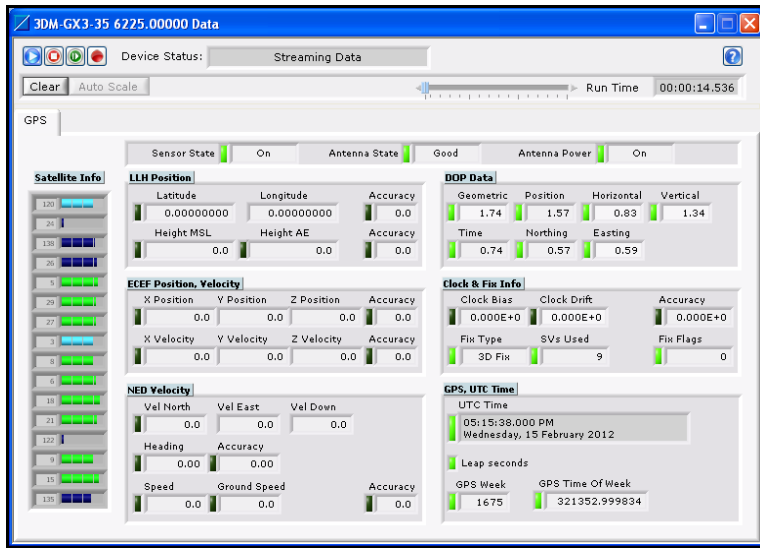 3DM-GX3-35 6225.00000 Data
Device Status: Streaming Data
Clear Auto Scale Run Time 00:00:14.536
GPS
Sensor State On Antenna State Good Antenna Power On
Satellite Info
120
24
138
26
5
29
27
3
8
6
18
21
122
9
15
135
LLH Position
Latitude Longitude Accuracy
0.00000000 0.00000000 0.0
Height MSL Height AE Accuracy
0.0 0.0 0.0
ECEF Position, Velocity
X Position Y Position Z Position Accuracy
0.0 0.0 0.0 0.0
X Velocity Y Velocity Z Velocity Accuracy
0.0 0.0 0.0 0.0
NED Velocity
Vel North Vel East Vel Down
0.0 0.0 0.0
Heading Accuracy
0.00 0.00
Speed Ground Speed Accuracy
0.0 0.0 0.0
DOP Data
Geometric Position Horizontal Vertical
1.74 1.57 0.83 1.34
Time Northing Easting
0.74 0.57 0.59
Clock & Fix Info
Clock Bias Clock Drift Accuracy
0.000E+0 0.000E+0 0.000E+0
Fix Type SVs Used Fix Flags
3D Fix 9 0
GPS, UTC Time
UTC Time
05:15:38.000 PM
Wednesday, 15 February 2012
Leap seconds
GPS Week GPS Time Of Week
1675 321352.999834